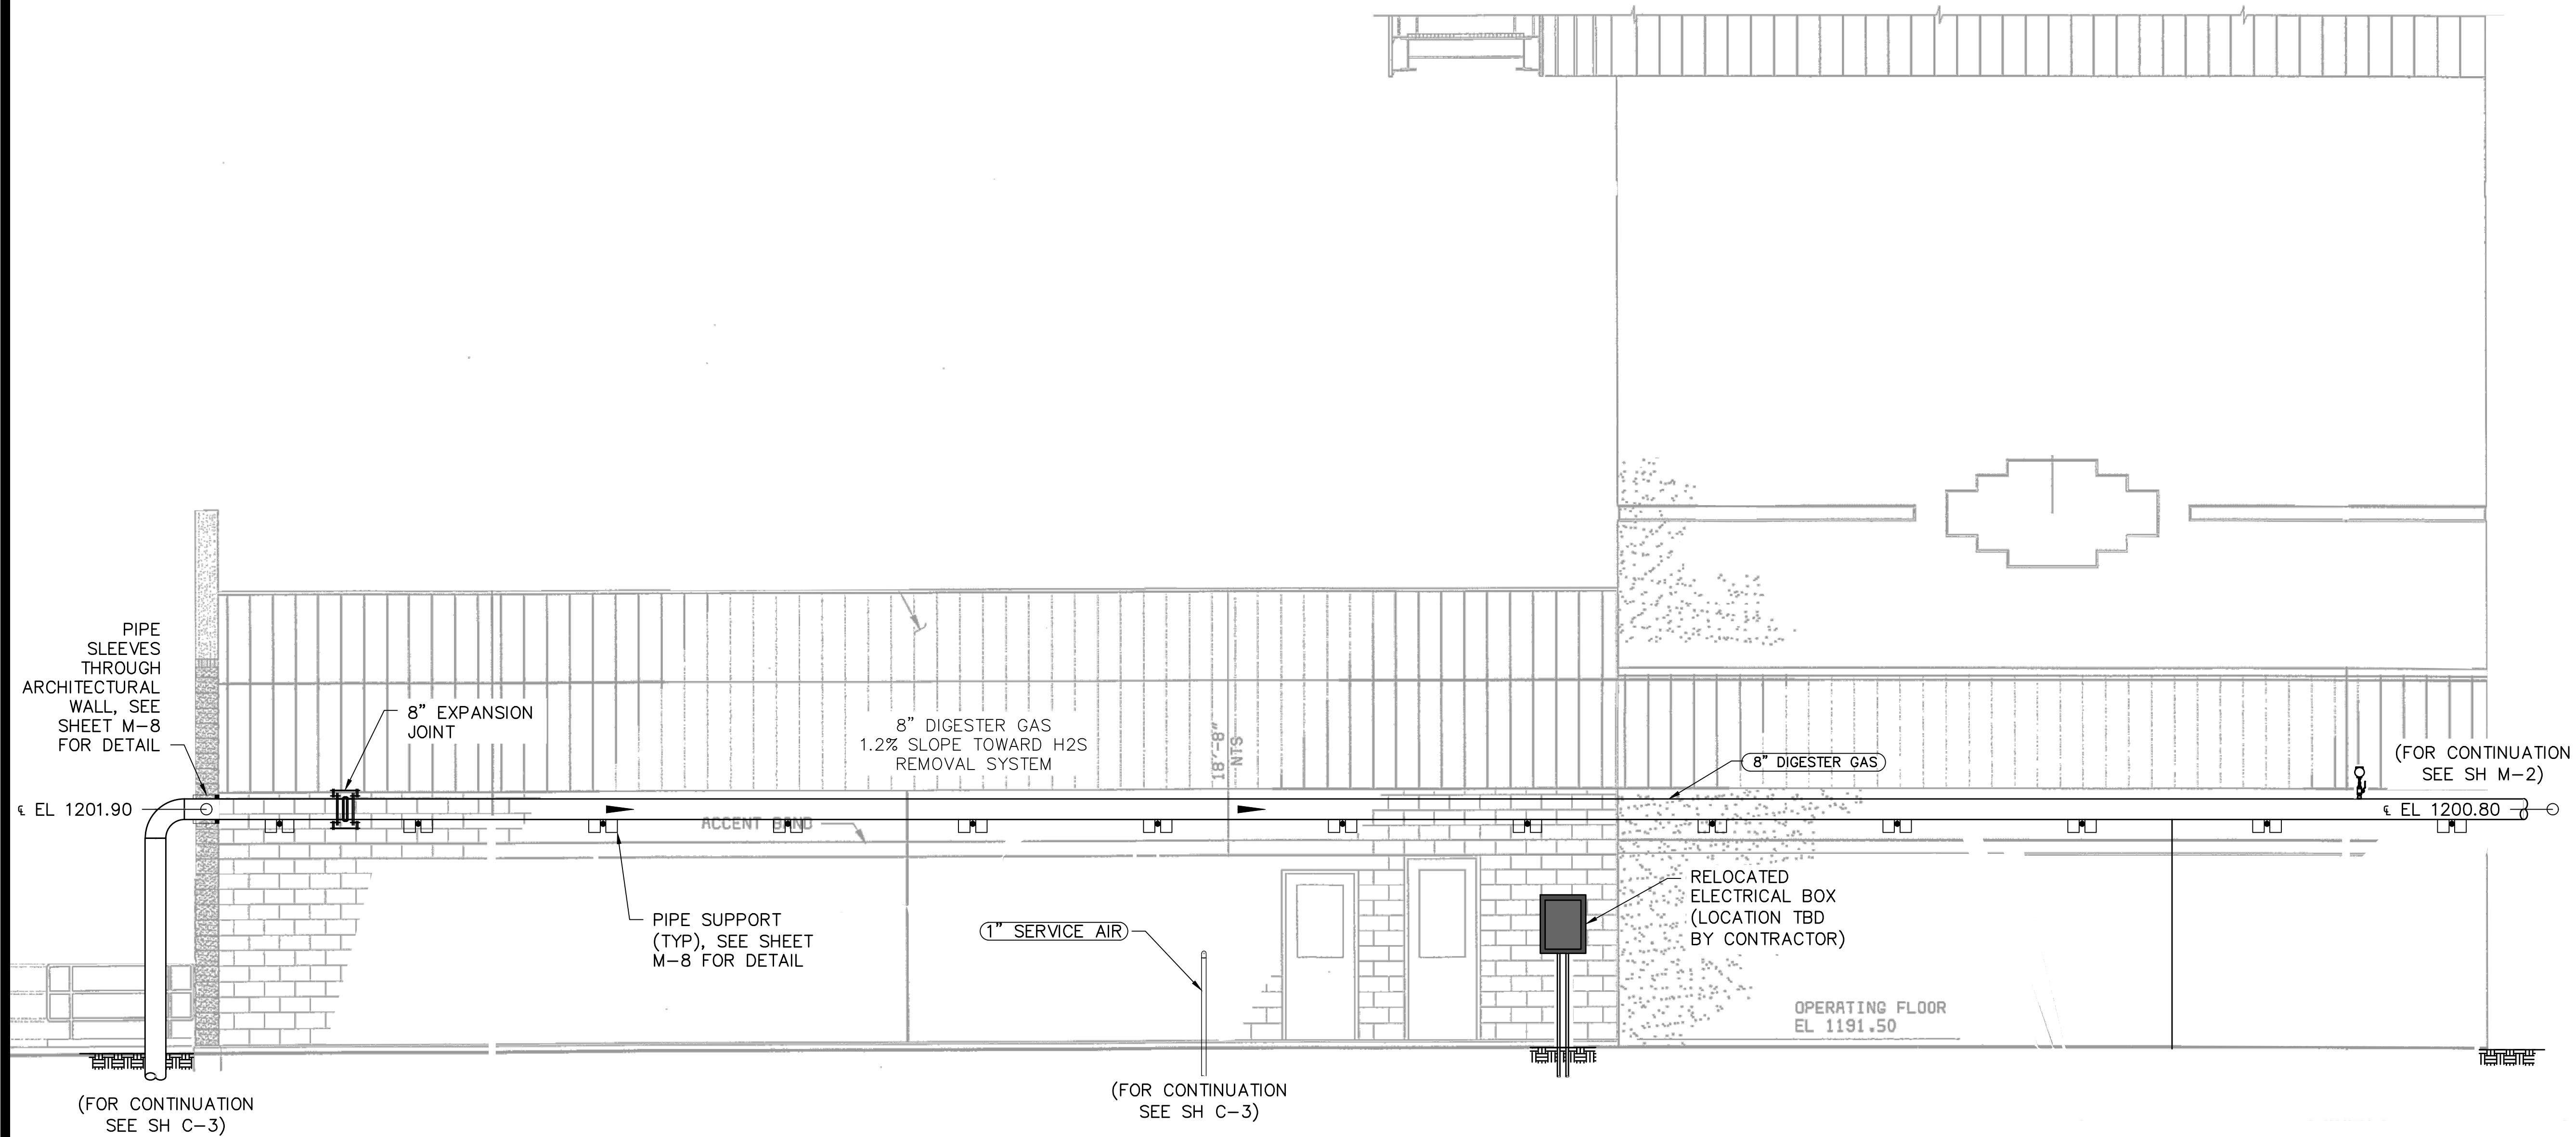 PIPE
SLEEVES
THROUGH
ARCHITECTURAL
WALL, SEE
SHEET M-8
FOR DETAIL
8" EXPANSION
JOINT
8" DIGESTER GAS
1.2% SLOPE TOWARD H2S
REMOVAL SYSTEM
18'-8"
NTS
8" DIGESTER GAS
(FOR CONTINUATION
SEE SH M-2)
℄ EL 1201.90
℄ EL 1200.80
ACCENT BAND
PIPE SUPPORT
(TYP), SEE SHEET
M-8 FOR DETAIL
1" SERVICE AIR
RELOCATED
ELECTRICAL BOX
(LOCATION TBD
BY CONTRACTOR)
OPERATING FLOOR
EL 1191.50
(FOR CONTINUATION
SEE SH C-3)
(FOR CONTINUATION
SEE SH C-3)